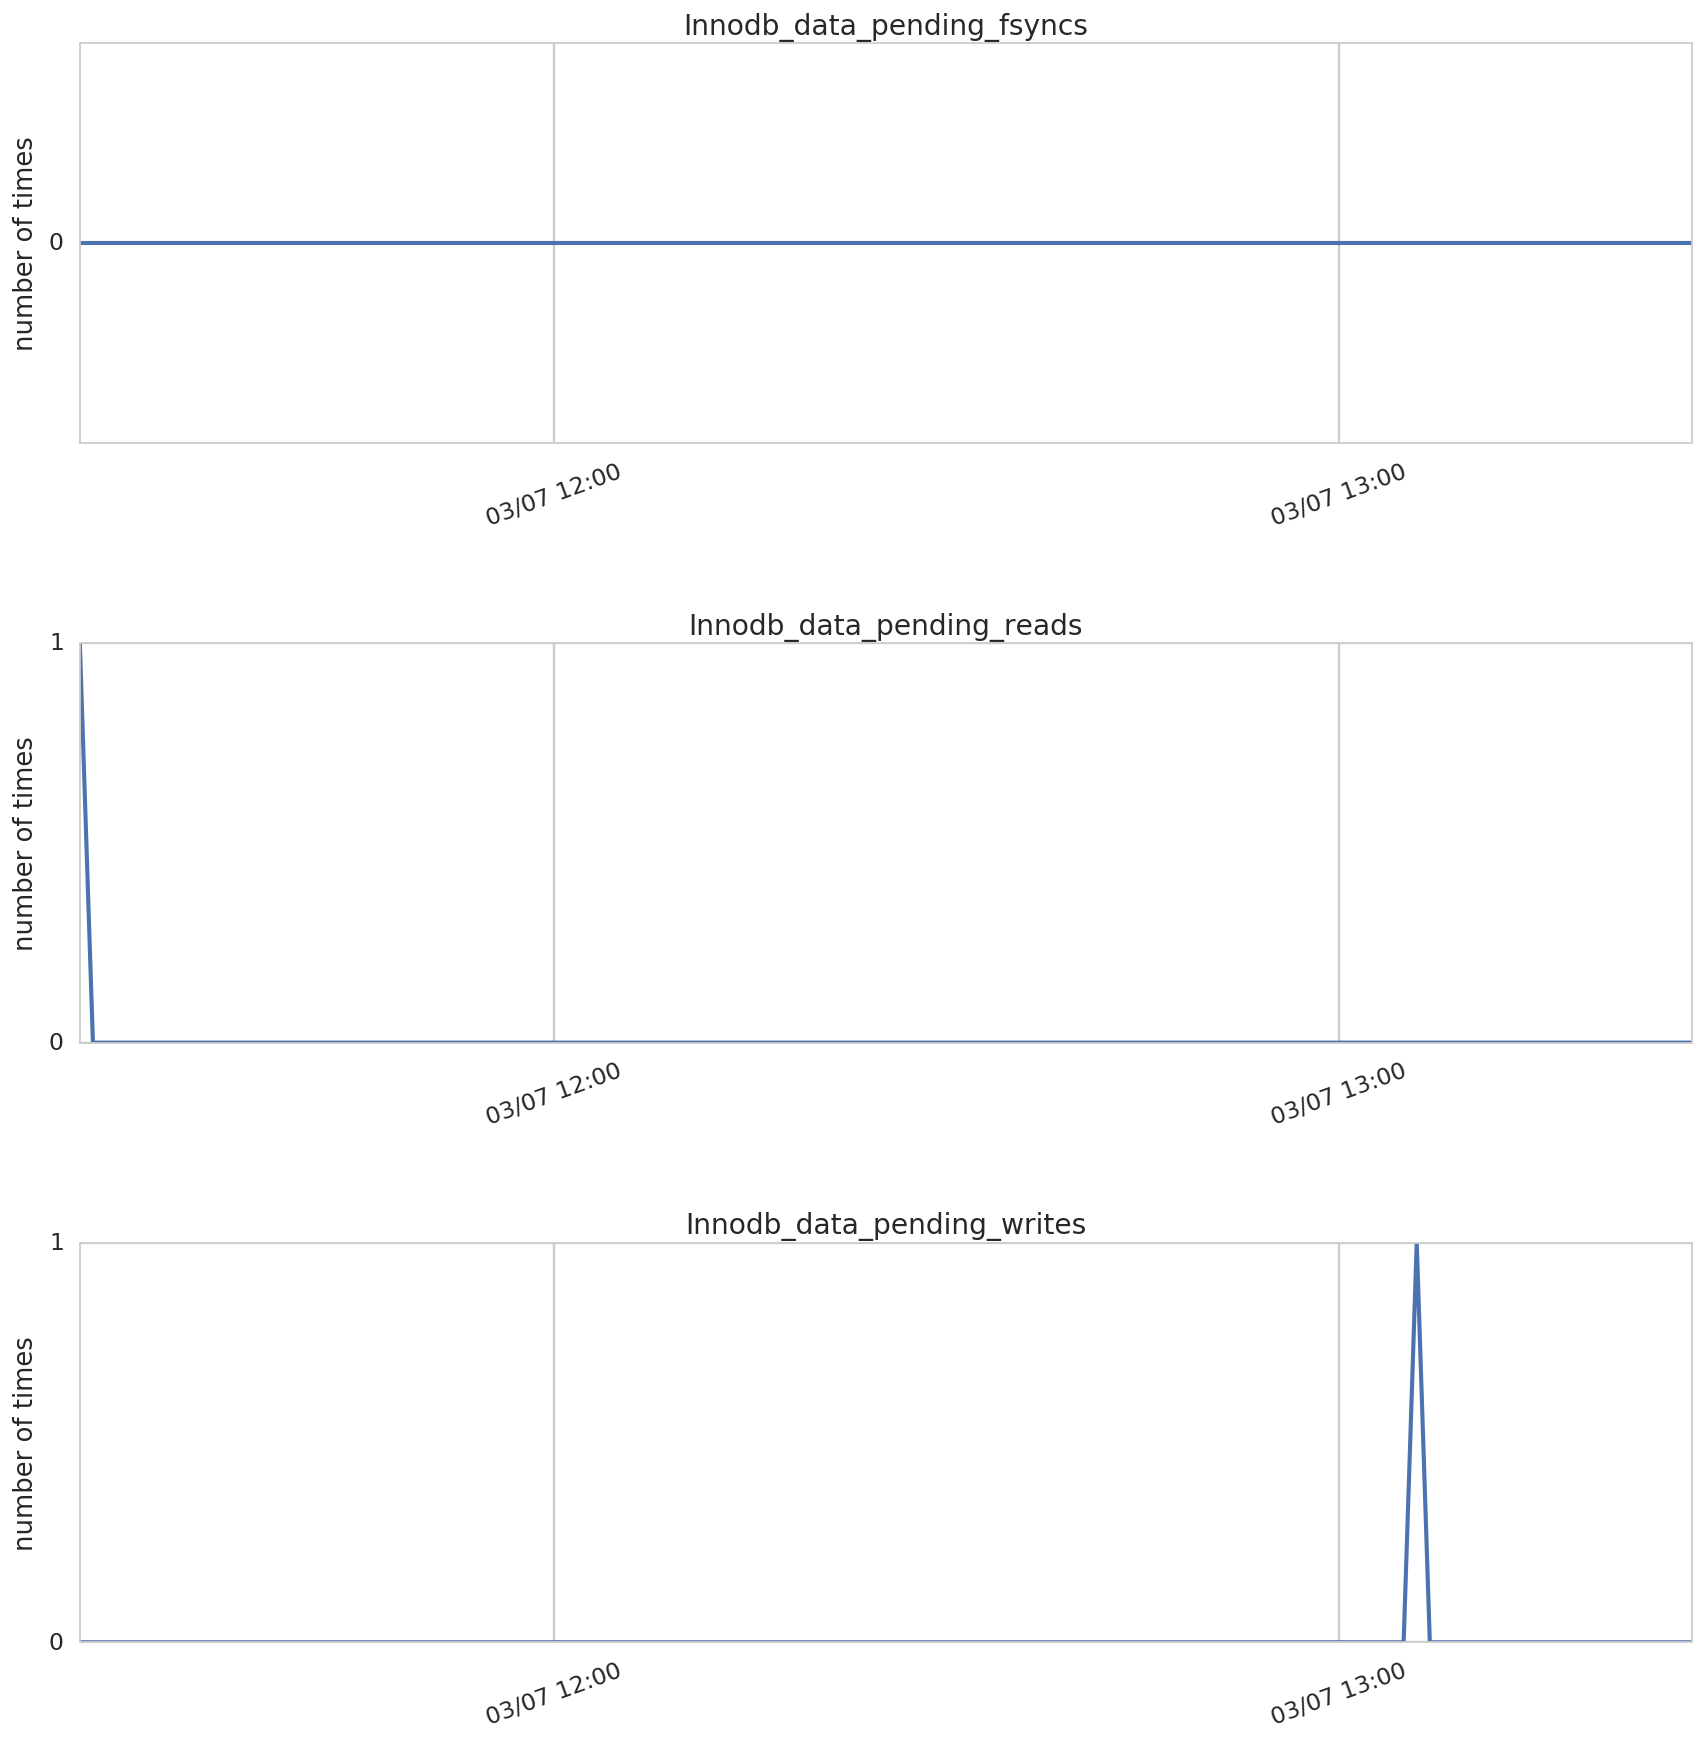 Innodb_data_pending_fsyncs
number of times
0
03/07 12:00
03/07 13:00
Innodb_data_pending_reads
number of times
1
0
03/07 12:00
03/07 13:00
Innodb_data_pending_writes
number of times
1
0
03/07 12:00
03/07 13:00